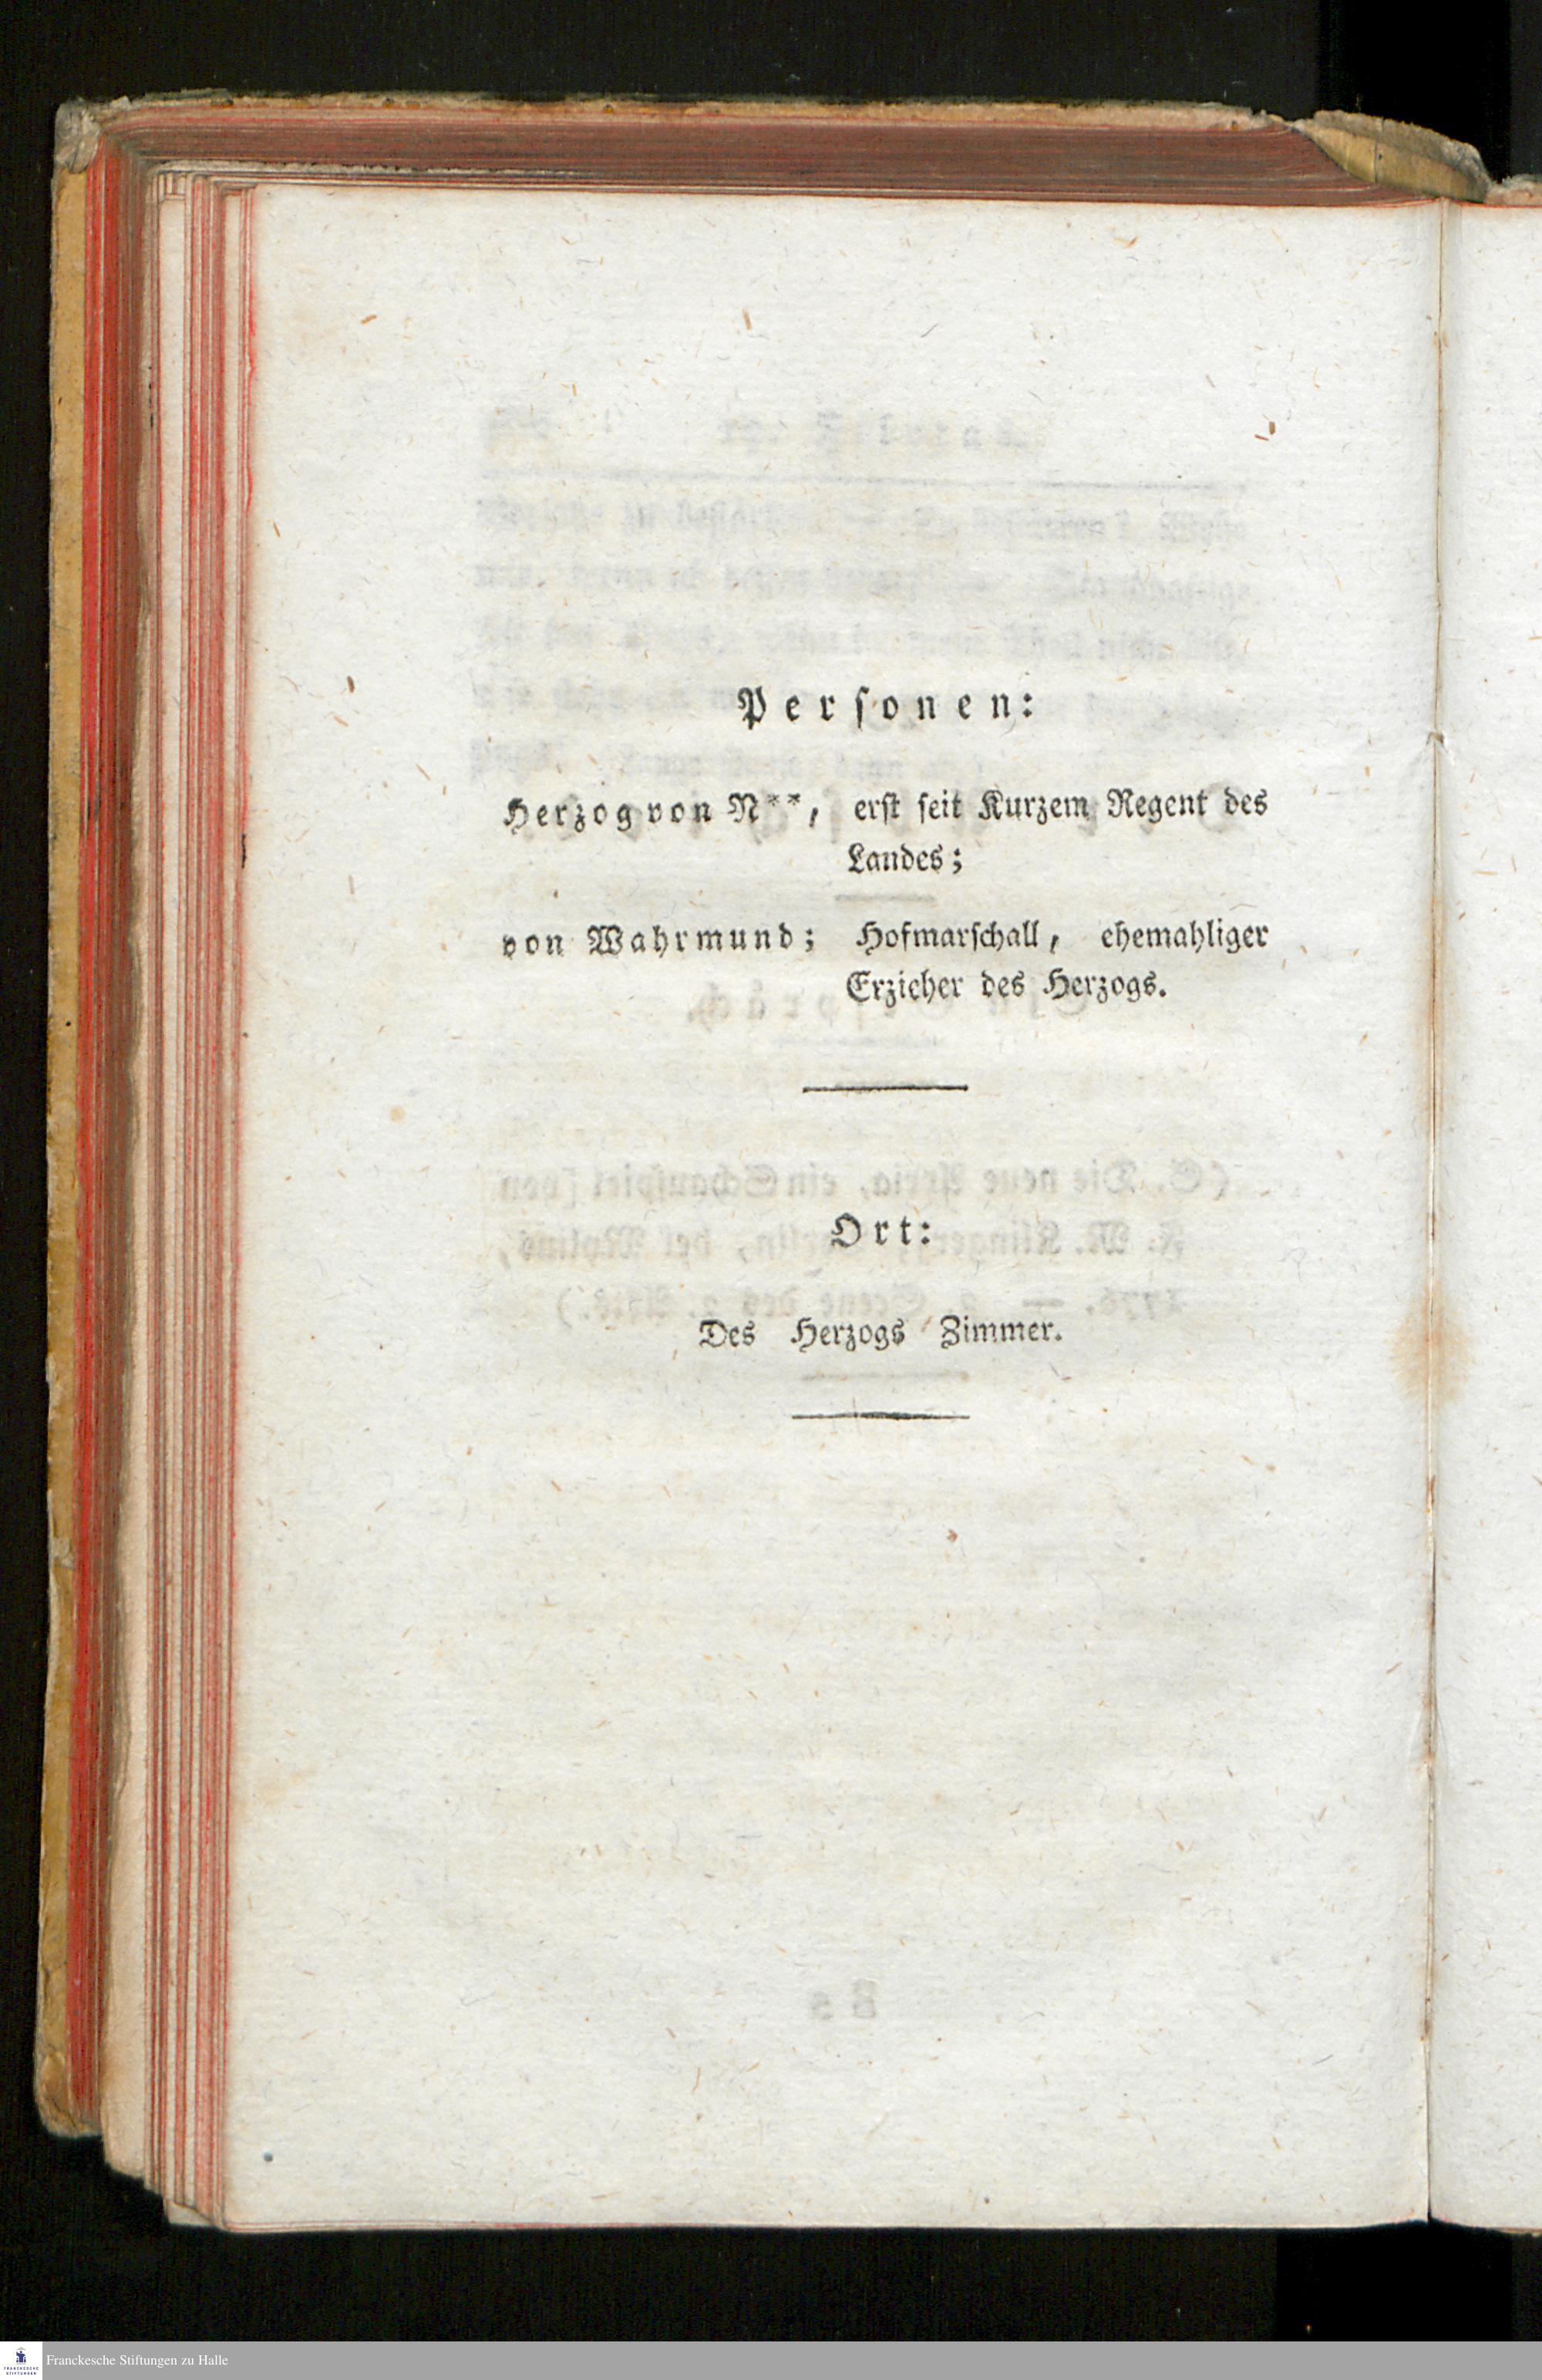 Personen:
Herzog von N**, erst seit Kurzem Regent des
Landes;
von Wahrmund; Hofmarschall, ehemahliger
Erzieher des Herzogs.
Ort:
Des Herzogs Zimmer.
Franckesche Stiftungen zu Halle